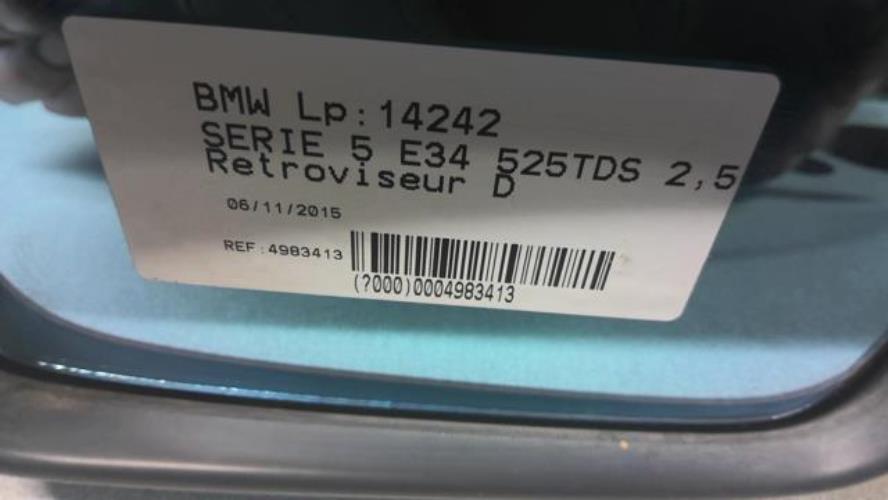 BMW Lp:14242
SERIE 5 E34 525TDS 2,5
Retroviseur D
06/11/2015
REF:4983413
(?000)0004983413